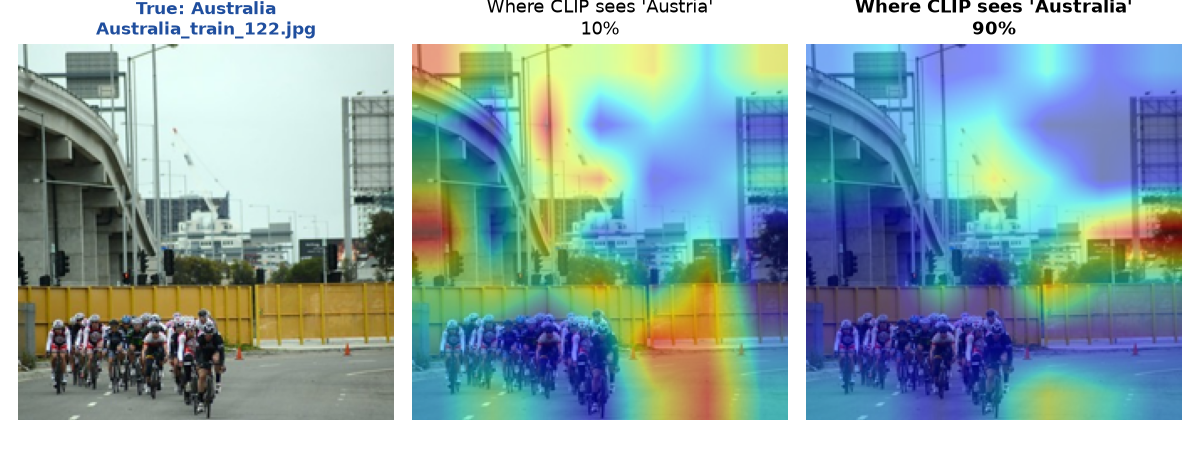 True: Australia
Australia_train_122.jpg
Where CLIP sees 'Austria'
10%
Where CLIP sees 'Australia'
90%